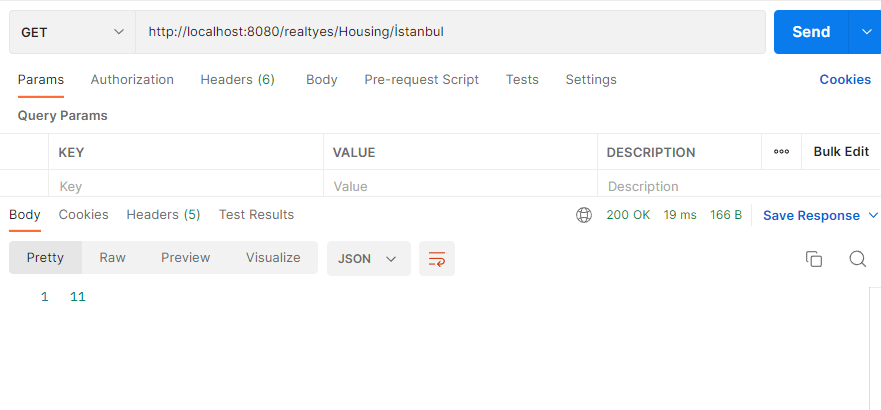 GET http://localhost:8080/realtyes/Housing/İstanbul Send
Params Authorization Headers (6) Body Pre-request Script Tests Settings Cookies
Query Params
KEY VALUE DESCRIPTION ooo Bulk Edit
Key Value Description
Body Cookies Headers (5) Test Results 200 OK 19 ms 166 B Save Response
Pretty Raw Preview Visualize JSON
1 11